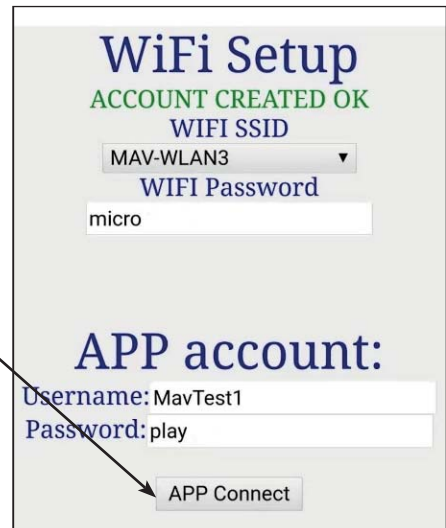 WiFi Setup
ACCOUNT CREATED OK
WIFI SSID
MAV-WLAN3
WIFI Password
micro
APP account:
Username: MavTest1
Password: play
APP Connect